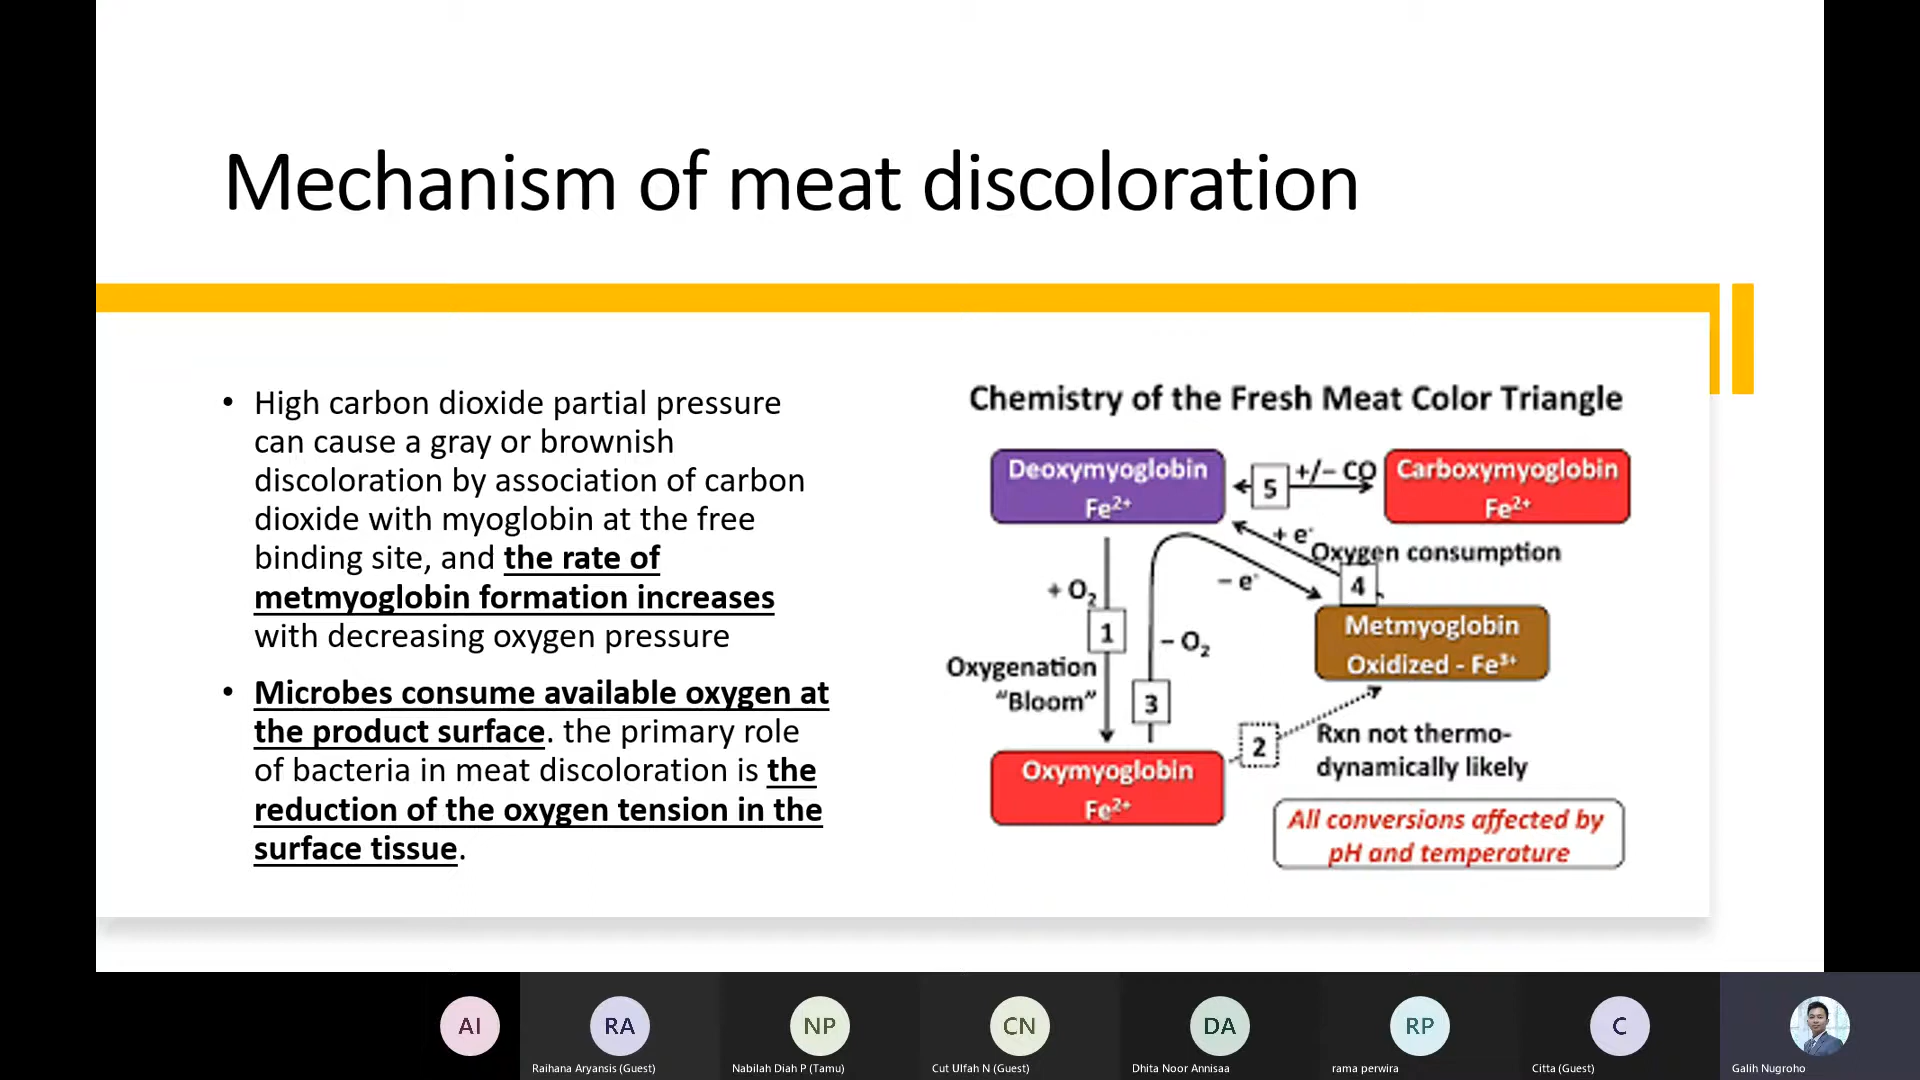 Mechanism of meat discoloration
• High carbon dioxide partial pressure
can cause a gray or brownish
discoloration by association of carbon
dioxide with myoglobin at the free
binding site, and the rate of
metmyoglobin formation increases
with decreasing oxygen pressure
• Microbes consume available oxygen at
the product surface. the primary role
of bacteria in meat discoloration is the
reduction of the oxygen tension in the
surface tissue.
Chemistry of the Fresh Meat Color Triangle
Deoxymyoglobin
Fe²⁺
5
+/− CO
Carboxymyoglobin
Fe²⁺
+ e⁻
Oxygen consumption
− e⁻
4
+ O₂
1
− O₂
Metmyoglobin
Oxidized - Fe³⁺
Oxygenation
“Bloom”
3
2
Rxn not thermo-
dynamically likely
Oxymyoglobin
Fe²⁺
All conversions affected by
pH and temperature
AI
RA
NP
CN
DA
RP
C
Raihana Aryansis (Guest)
Nabilah Diah P (Tamu)
Cut Ulfah N (Guest)
Dhita Noor Annisaa
rama perwira
Citta (Guest)
Galih Nugroho